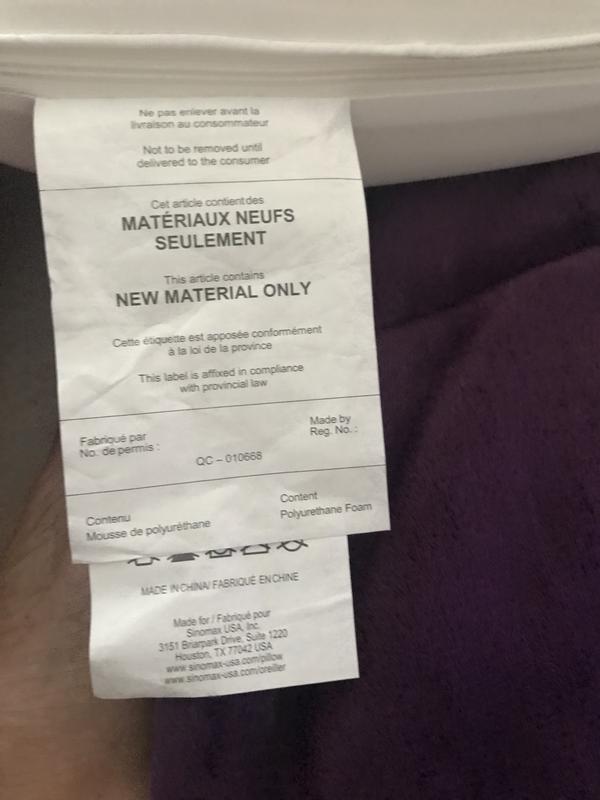 Ne pas enlever avant la
livraison au consommateur
Not to be removed until
delivered to the consumer
Cet article contient des
MATÉRIAUX NEUFS
SEULEMENT
This article contains
NEW MATERIAL ONLY
Cette étiquette est apposée conformément
à la loi de la province
This label is affixed in compliance
with provincial law
Fabriqué par
No. de permis :
Made by
Reg. No. :
QC – 010668
Contenu
Mousse de polyuréthane
Content
Polyurethane Foam
MADE IN CHINA/ FABRIQUÉ EN CHINE
Made for / Fabriqué pour
Sinomax USA, Inc.
3151 Briarpark Drive, Suite 1220
Houston, TX 77042 USA
www.sinomax-usa.com/pillow
www.sinomax-usa.com/oreiller